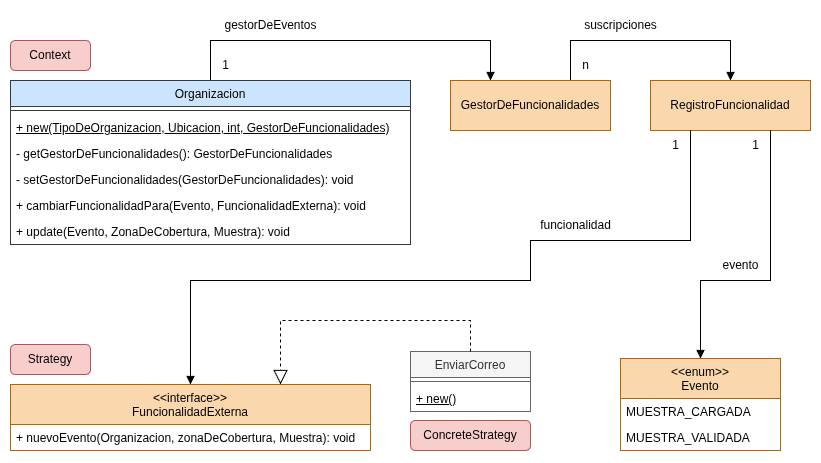 gestorDeEventos
suscripciones
Context
1
n
Organizacion
GestorDeFuncionalidades
RegistroFuncionalidad
+ new(TipoDeOrganizacion, Ubicacion, int, GestorDeFuncionalidades)
- getGestorDeFuncionalidades(): GestorDeFuncionalidades
- setGestorDeFuncionalidades(GestorDeFuncionalidades): void
+ cambiarFuncionalidadPara(Evento, FuncionalidadExterna): void
+ update(Evento, ZonaDeCobertura, Muestra): void
1
1
funcionalidad
evento
Strategy
<<interface>>
FuncionalidadExterna
+ nuevoEvento(Organizacion, zonaDeCobertura, Muestra): void
EnviarCorreo
+ new()
ConcreteStrategy
<<enum>>
Evento
MUESTRA_CARGADA
MUESTRA_VALIDADA